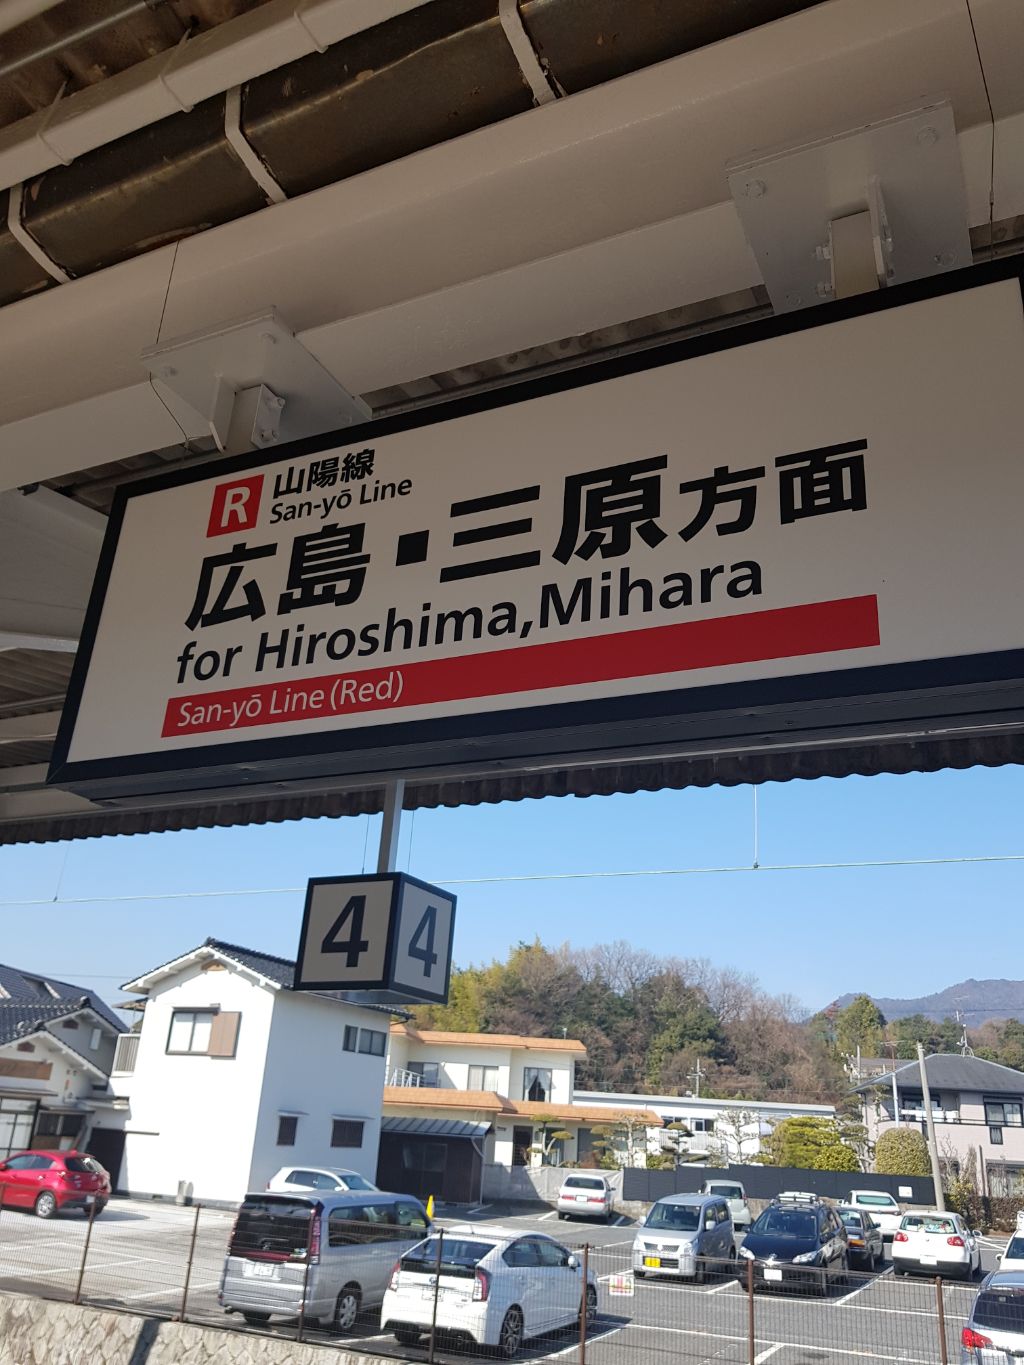 R 山陽線
San-yō Line
広島・三原方面
for Hiroshima, Mihara
San-yō Line (Red)
4 4